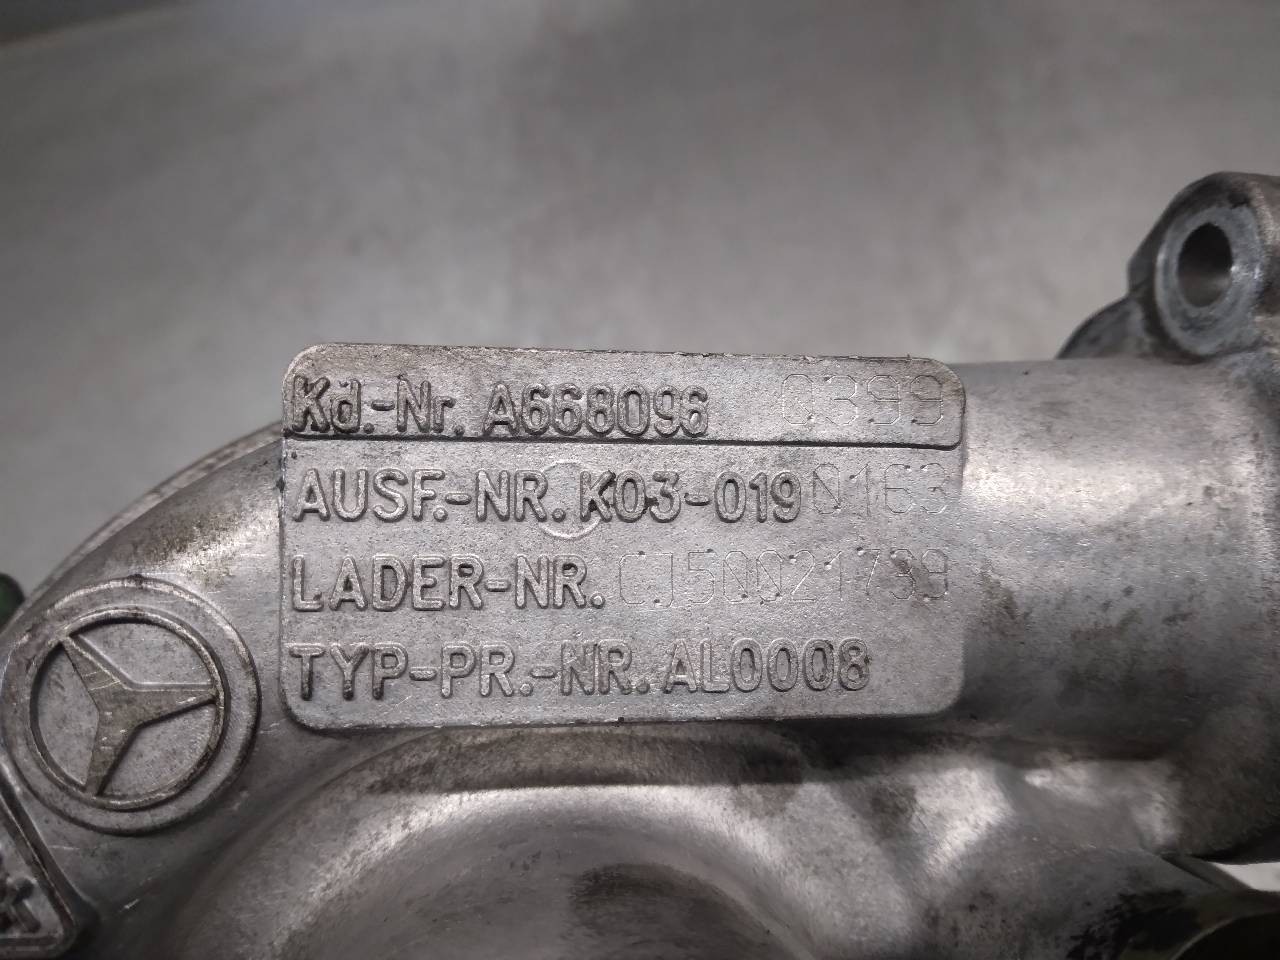 Kd.-Nr. A668096 0399
AUSF.-NR. K03-019 0163
LADER-NR. CJ50021739
TYP-PR.-NR. AL0008